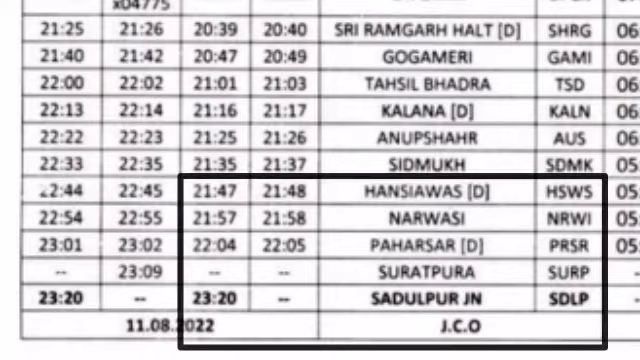 x04775
21:25 21:26 20:39 20:40 SRI RAMGARH HALT [D] SHRG 06
21:40 21:42 20:47 20:49 GOGAMERI GAMI 06
22:00 22:02 21:01 21:03 TAHSIL BHADRA TSD 06
22:13 22:14 21:16 21:17 KALANA [D] KALN 06
22:22 22:23 21:25 21:26 ANUPSHAHR AUS 06
22:33 22:35 21:35 21:37 SIDMUKH SDMK 06
22:44 22:45 21:47 21:48 HANSIAWAS [D] HSWS 05
22:54 22:55 21:57 21:58 NARWASI NRWI 05
23:01 23:02 22:04 22:05 PAHARSAR [D] PRSR 05
-- 23:09 -- -- SURATPURA SURP -
23:20 -- 23:20 -- SADULPUR JN SDLP -
11.08.2022 J.C.O